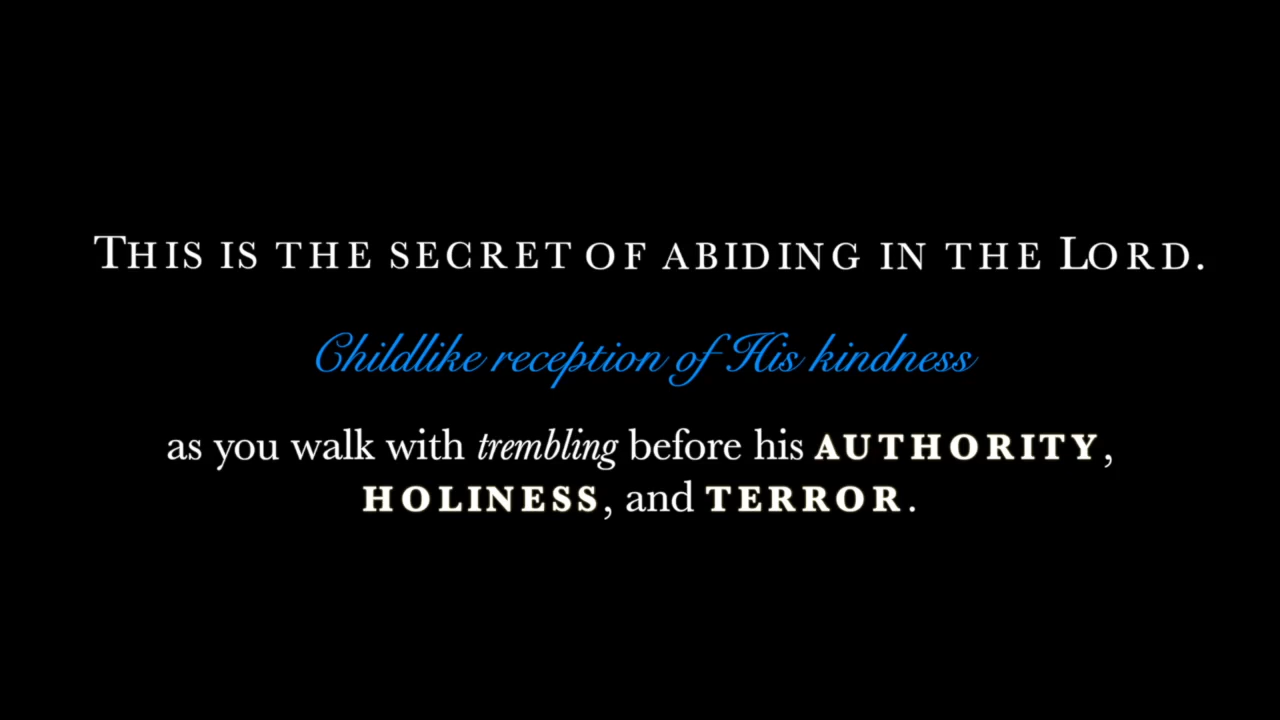 This is the secret of abiding in the Lord.
Childlike reception of His kindness
as you walk with trembling before his AUTHORITY,
HOLINESS, and TERROR.